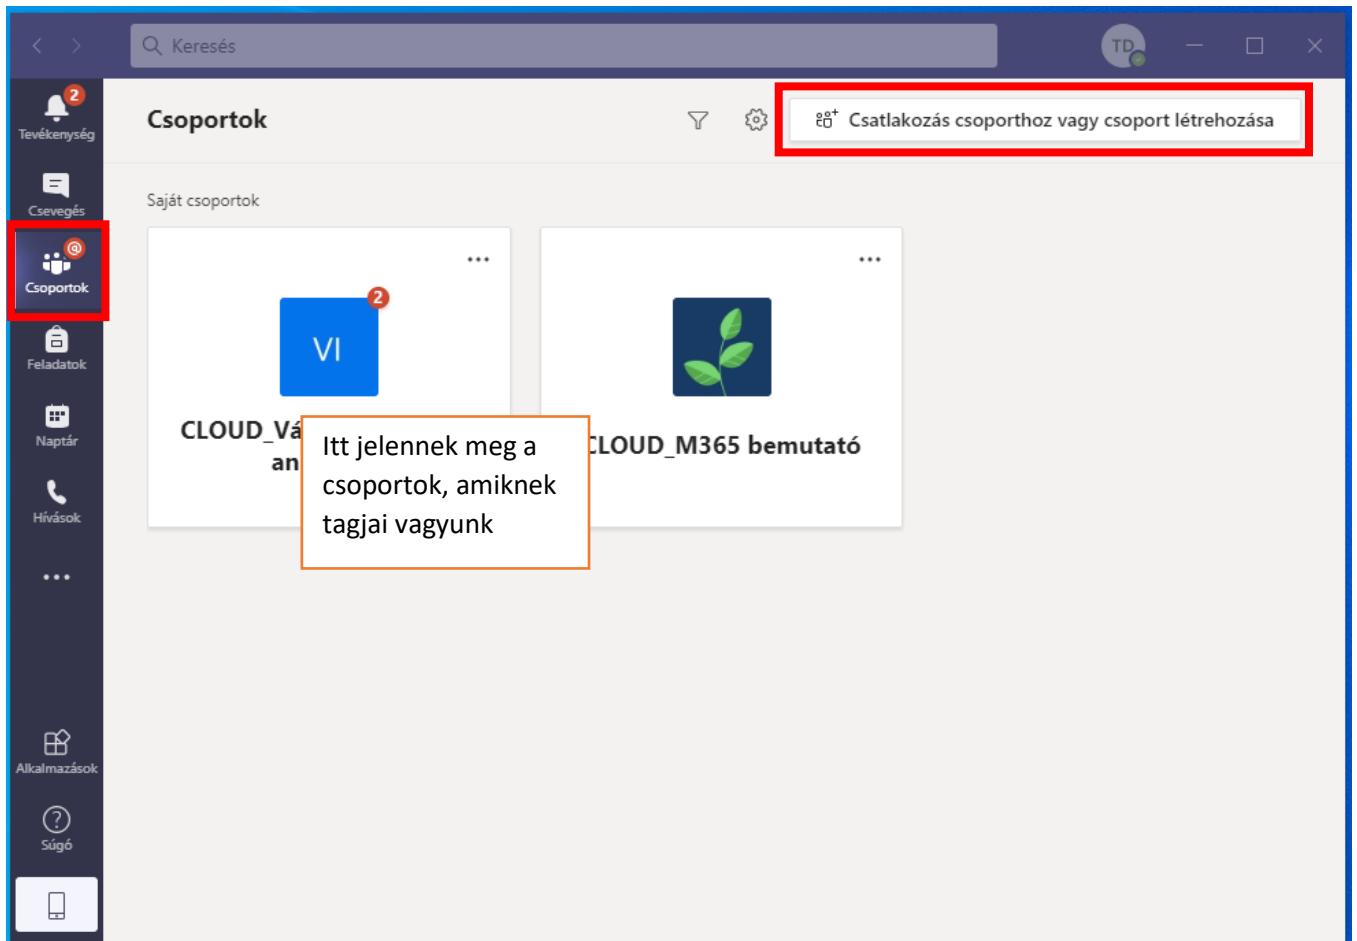 Keresés
TD
2
Tevékenység
Csoportok
Csatlakozás csoporthoz vagy csoport létrehozása
Csevegés
Saját csoportok
@
Csoportok
2
VI
Feladatok
CLOUD_Vá
an
CLOUD_M365 bemutató
Itt jelennek meg a
csoportok, amiknek
tagjai vagyunk
Naptár
Hívások
Alkalmazások
Súgó